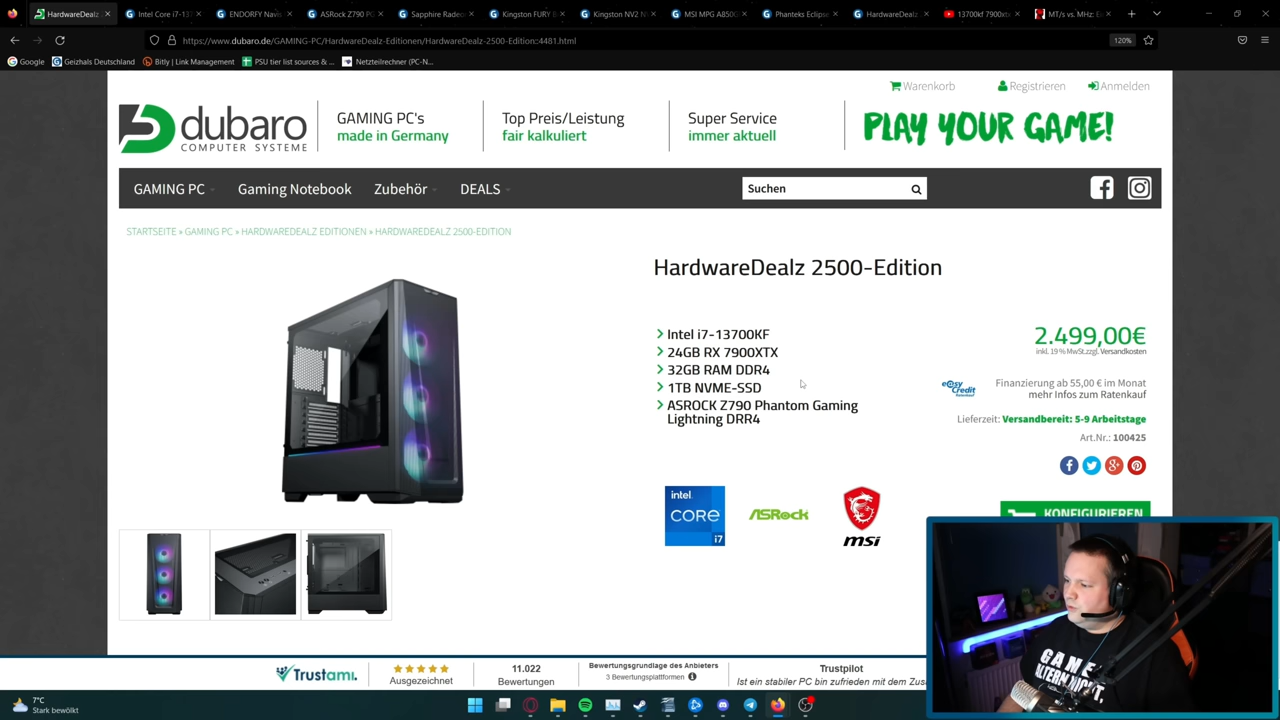 HardwareDealz 2
Intel Core i7-137
ENDORFY Navis
ASRock Z790 PG
Sapphire Radeo
Kingston FURY B
Kingston NV2 N
MSI MPG A850G
Phanteks Eclipse
HardwareDealz
13700kf 7900xtx
MT/s vs. MHz: E
https://www.dubaro.de/GAMING-PC/HardwareDealz-Editionen/HardwareDealz-2500-Edition::4481.html
120%
Google
Geizhals Deutschland
Bitly | Link Management
PSU tier list sources & ...
Netzteilrechner (PC-N...
Warenkorb
Registrieren
Anmelden
dubaro
COMPUTER SYSTEME
GAMING PC's
made in Germany
Top Preis/Leistung
fair kalkuliert
Super Service
immer aktuell
PLAY YOUR GAME!
GAMING PC
Gaming Notebook
Zubehör
DEALS
Suchen
STARTSEITE » GAMING PC » HARDWAREDEALZ EDITIONEN » HARDWAREDEALZ 2500-EDITION
HardwareDealz 2500-Edition
Intel i7-13700KF
24GB RX 7900XTX
32GB RAM DDR4
1TB NVME-SSD
ASROCK Z790 Phantom Gaming
Lightning DRR4
2.499,00€
inkl. 19 % MwSt.zzgl. Versandkosten
easyCredit
Ratenkauf
Finanzierung ab 55,00 € im Monat
mehr Infos zum Ratenkauf
Lieferzeit: Versandbereit: 5-9 Arbeitstage
Art.Nr.: 100425
intel.
CORE
i7
ASRock
msi
KONFIGURIEREN
GAME
ALTERN NICHT.
Trustami.
Ausgezeichnet
11.022
Bewertungen
Bewertungsgrundlage des Anbieters
3 Bewertungsplattformen
Trustpilot
Ist ein stabiler PC bin zufrieden mit dem Zus
7°C
Stark bewölkt